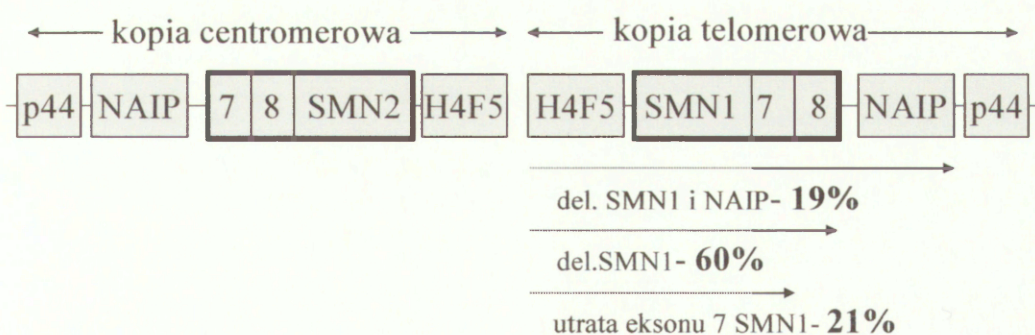 kopia centromerowa kopia telomerowa
p44 NAIP 7 8 SMN2 H4F5 H4F5 SMN1 7 8 NAIP p44
del. SMN1 i NAIP- 19%
del.SMN1- 60%
utrata eksonu 7 SMN1- 21%